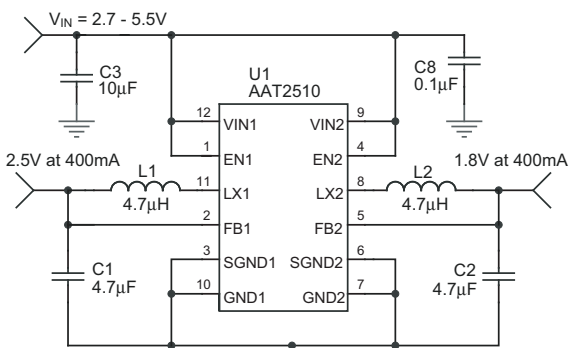 V_IN = 2.7 - 5.5V
C3
10µF
U1
AAT2510
C8
0.1µF
12 VIN1
VIN2 9
1 EN1
EN2 4
2.5V at 400mA
L1
4.7µH
11 LX1
LX2 8
L2
4.7µH
1.8V at 400mA
2 FB1
FB2 5
3 SGND1
SGND2 6
10 GND1
GND2 7
C1
4.7µF
C2
4.7µF